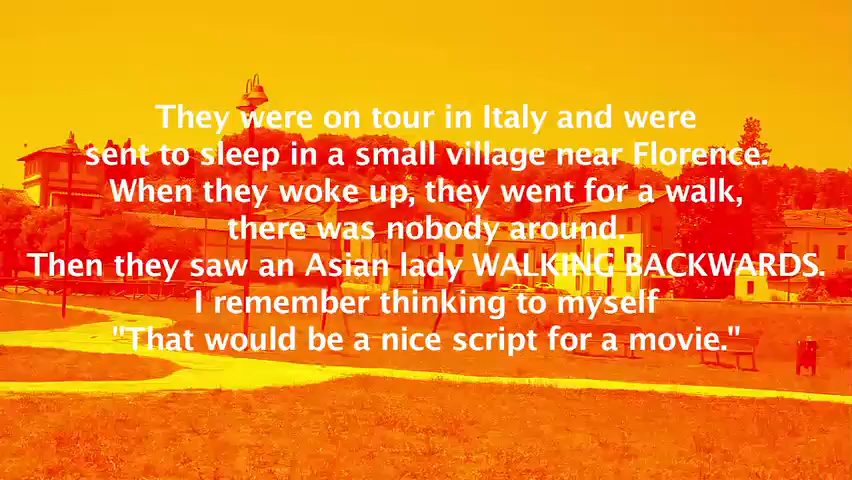 They were on tour in Italy and were
sent to sleep in a small village near Florence.
When they woke up, they went for a walk,
there was nobody around.
Then they saw an Asian lady WALKING BACKWARDS.
I remember thinking to myself
"That would be a nice script for a movie."